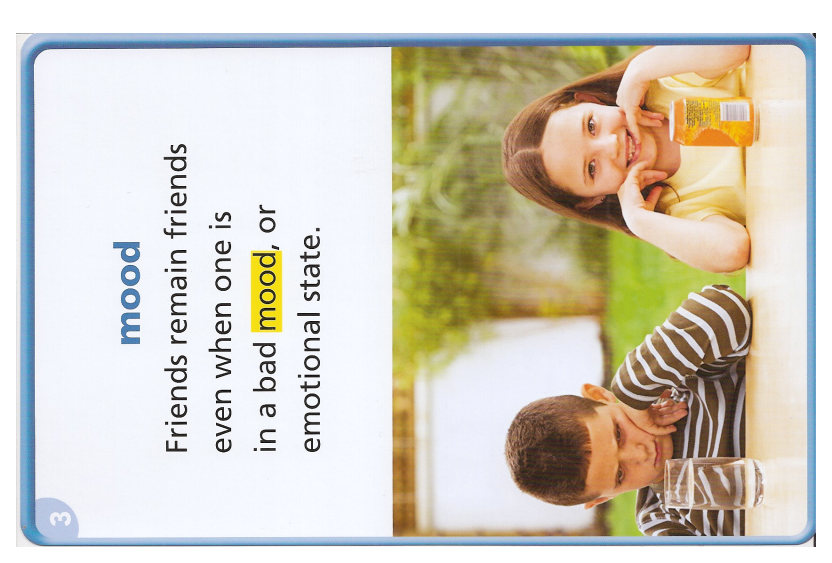 3
mood
Friends remain friends
even when one is
in a bad mood, or
emotional state.